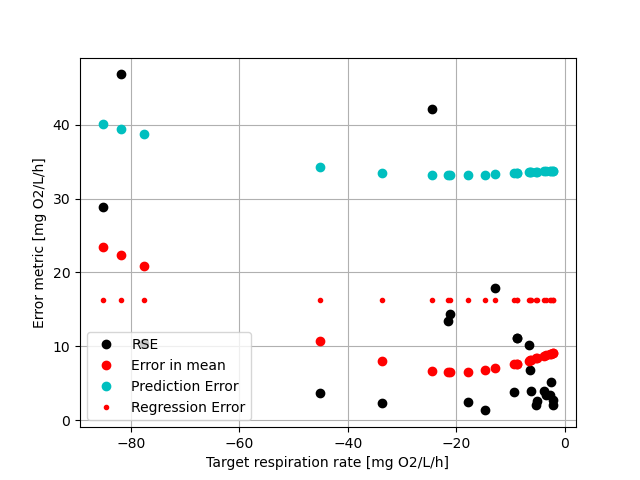 40
30
20
10
0
Error metric [mg O2/L/h]
RSE
Error in mean
Prediction Error
Regression Error
−80
−60
−40
−20
0
Target respiration rate [mg O2/L/h]